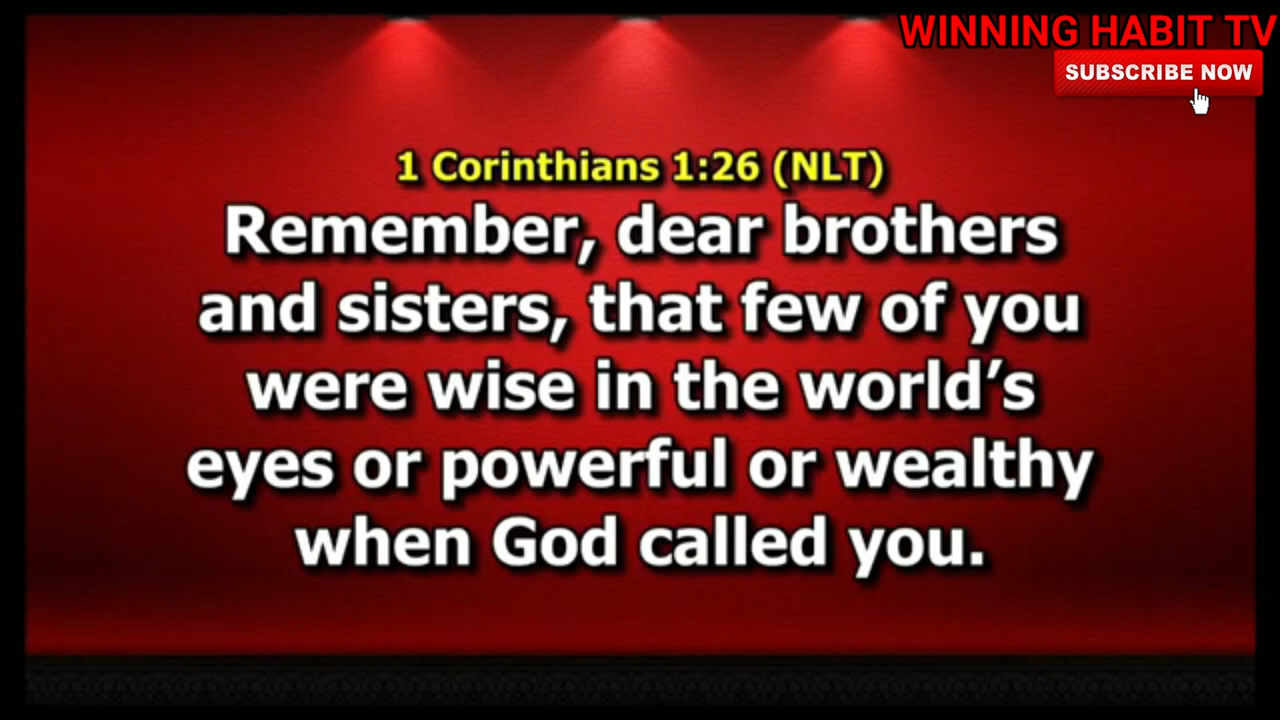 WINNING HABIT TV
SUBSCRIBE NOW
1 Corinthians 1:26 (NLT)
Remember, dear brothers
and sisters, that few of you
were wise in the world’s
eyes or powerful or wealthy
when God called you.